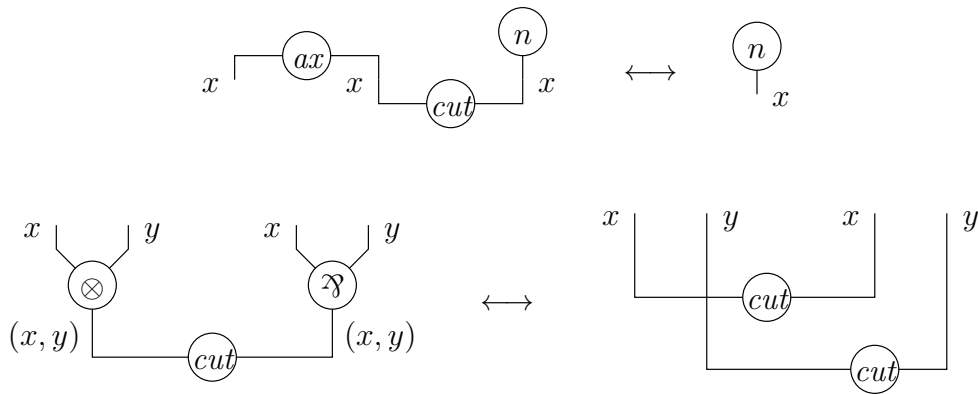 n n
ax
x x x ⟷ x
cut
x y x y x y x y
⊗ ⅋ ⟷ cut
(x, y) (x, y)
cut cut